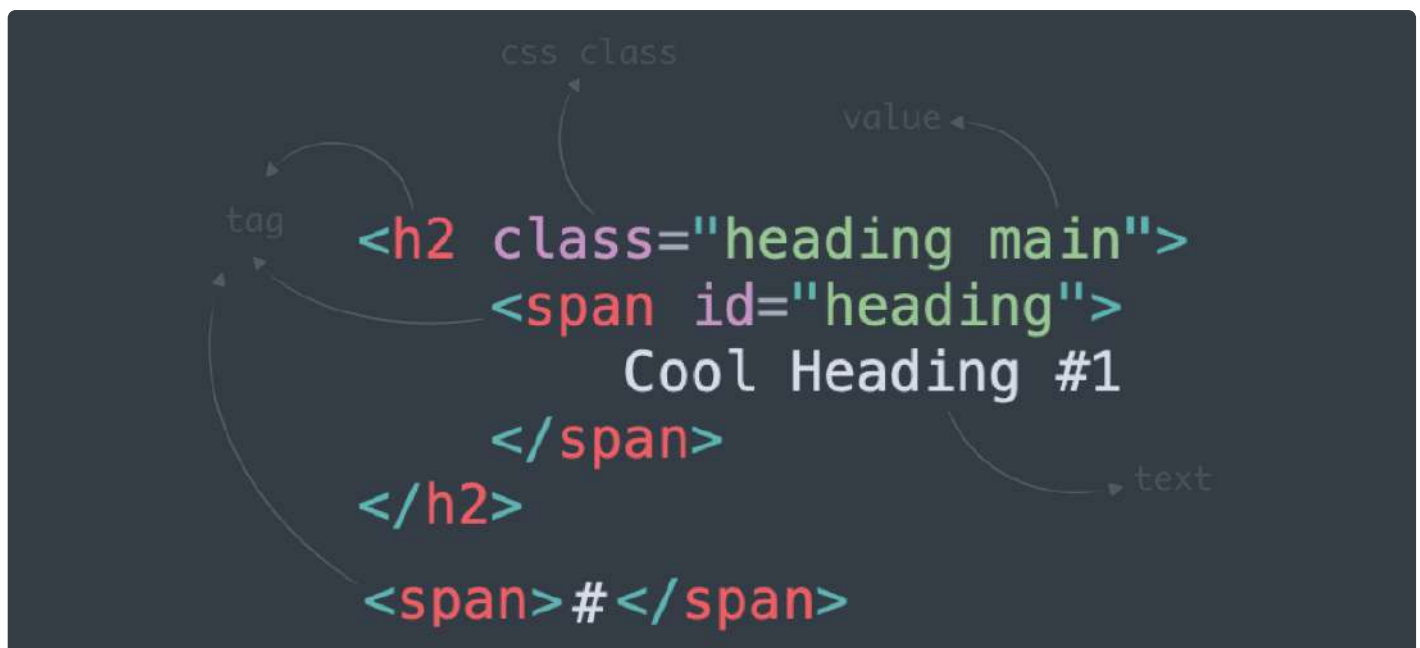 css class
value
tag
<h2 class="heading main">
<span id="heading">
Cool Heading #1
</span>
text
</h2>
<span>#</span>